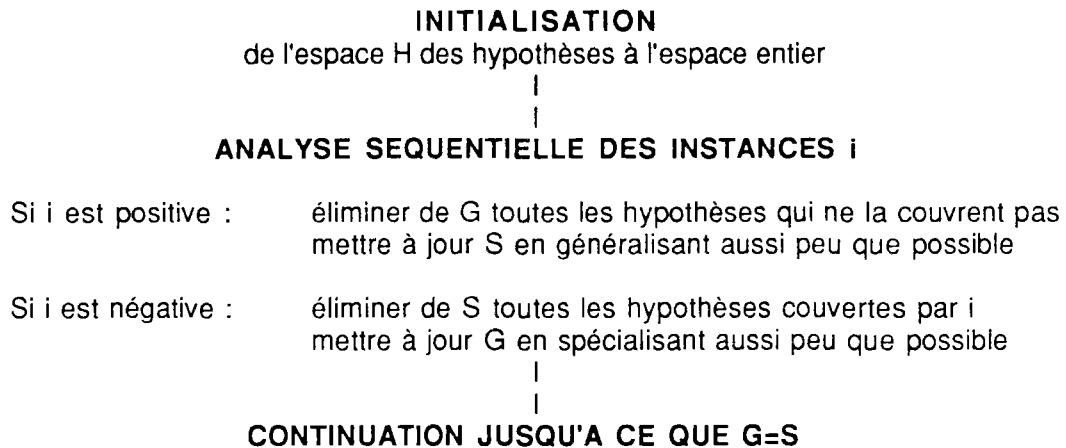 INITIALISATION
de l'espace H des hypothèses à l'espace entier
ANALYSE SEQUENTIELLE DES INSTANCES i
Si i est positive : éliminer de G toutes les hypothèses qui ne la couvrent pas
mettre à jour S en généralisant aussi peu que possible
Si i est négative : éliminer de S toutes les hypothèses couvertes par i
mettre à jour G en spécialisant aussi peu que possible
CONTINUATION JUSQU'A CE QUE G=S